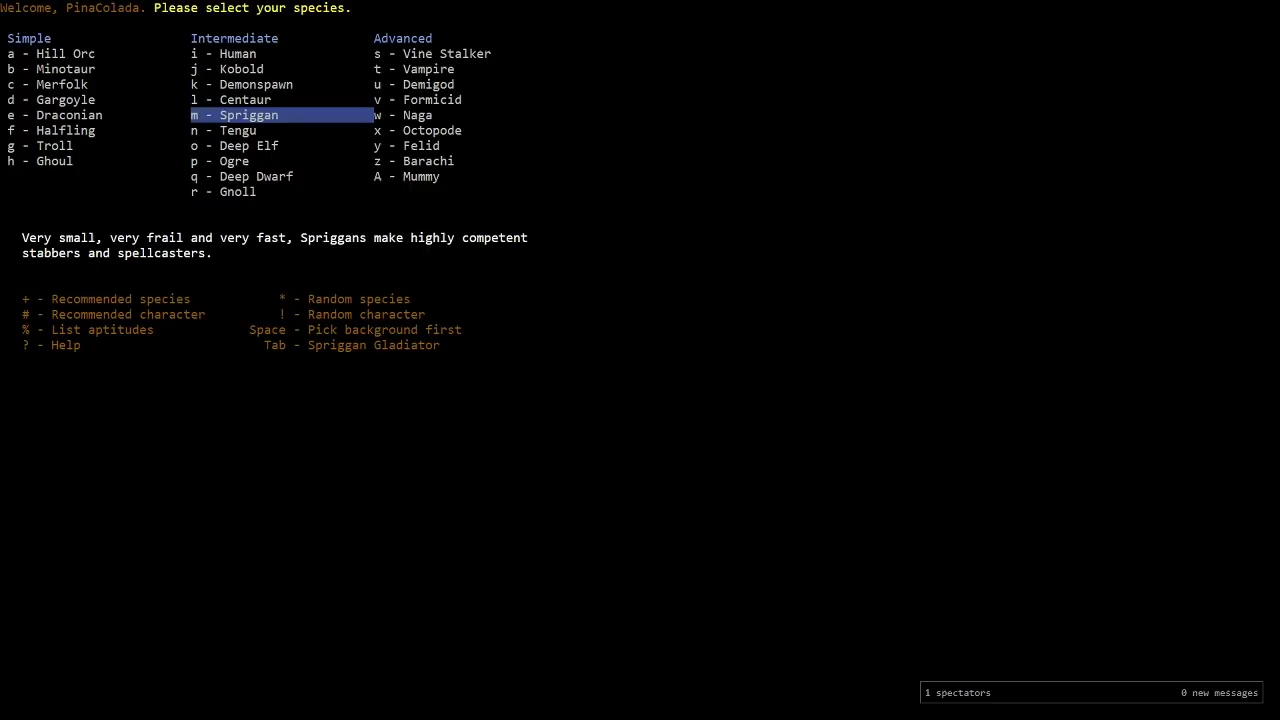 Welcome, PinaColada. Please select your species.
Simple Intermediate Advanced
a - Hill Orc i - Human s - Vine Stalker
b - Minotaur j - Kobold t - Vampire
c - Merfolk k - Demonspawn u - Demigod
d - Gargoyle l - Centaur v - Formicid
e - Draconian m - Spriggan w - Naga
f - Halfling n - Tengu x - Octopode
g - Troll o - Deep Elf y - Felid
h - Ghoul p - Ogre z - Barachi
q - Deep Dwarf A - Mummy
r - Gnoll
Very small, very frail and very fast, Spriggans make highly competent
stabbers and spellcasters.
+ - Recommended species * - Random species
# - Recommended character ! - Random character
% - List aptitudes Space - Pick background first
? - Help Tab - Spriggan Gladiator
1 spectators 0 new messages